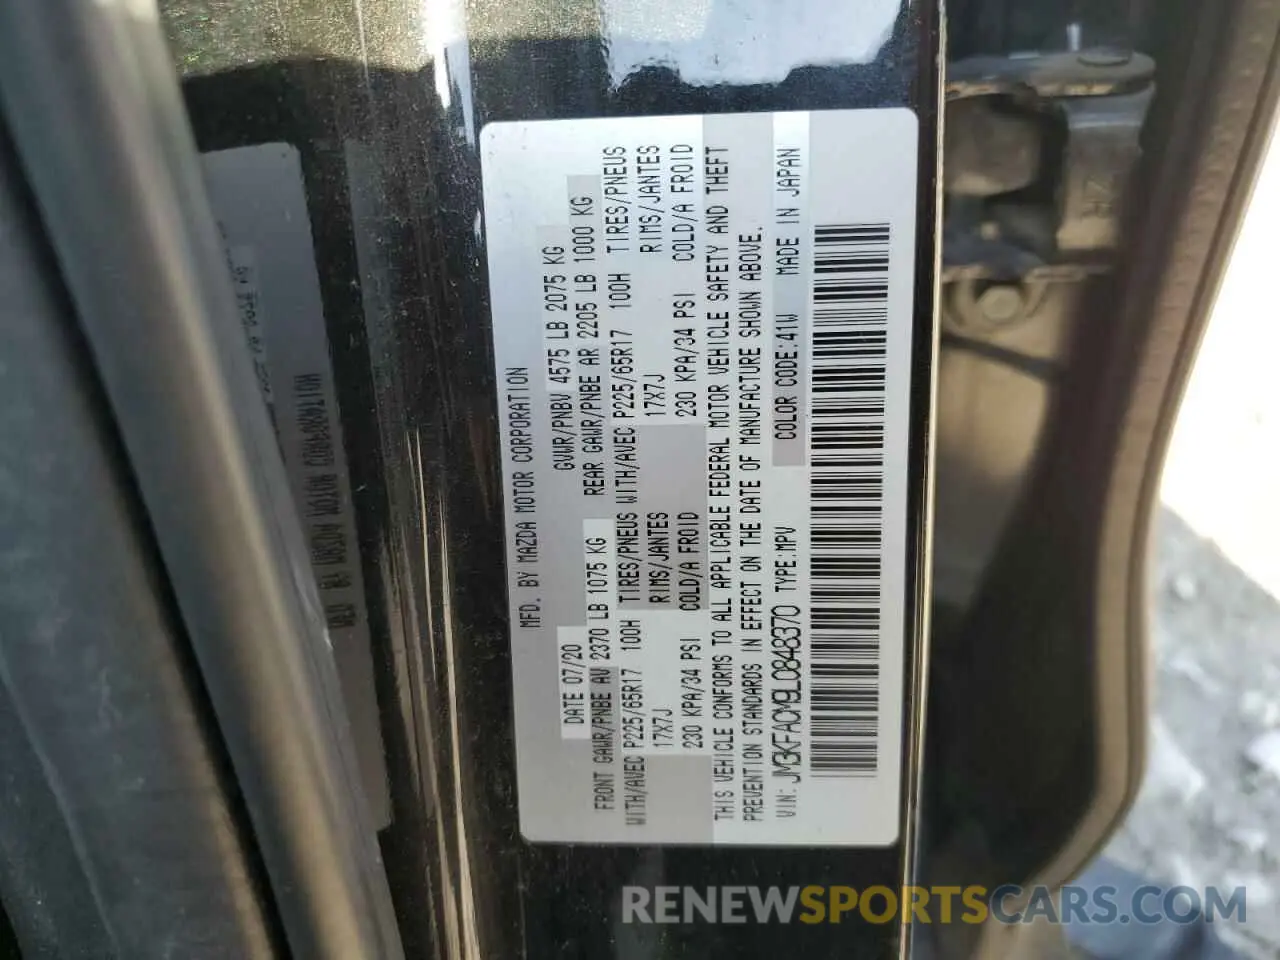 MFD. BY MAZDA MOTOR CORPORATION
DATE 07/20 GVWR/PNBV 4575 LB 2075 KG
FRONT GAWR/PNBE AV 2370 LB 1075 KG REAR GAWR/PNBE AR 2205 LB 1000 KG
WITH/AVEC P225/65R17 100H TIRES/PNEUS WITH/AVEC P225/65R17 100H TIRES/PNEUS
17X7J RIMS/JANTES 17X7J RIMS/JANTES
230 KPA/34 PSI COLD/A FROID 230 KPA/34 PSI COLD/A FROID
THIS VEHICLE CONFORMS TO ALL APPLICABLE FEDERAL MOTOR VEHICLE SAFETY AND THEFT
PREVENTION STANDARDS IN EFFECT ON THE DATE OF MANUFACTURE SHOWN ABOVE.
VIN: JM3KFACM9L0848370 TYPE:MPV COLOR CODE:41W MADE IN JAPAN
RENEWSPORTSCARS.COM